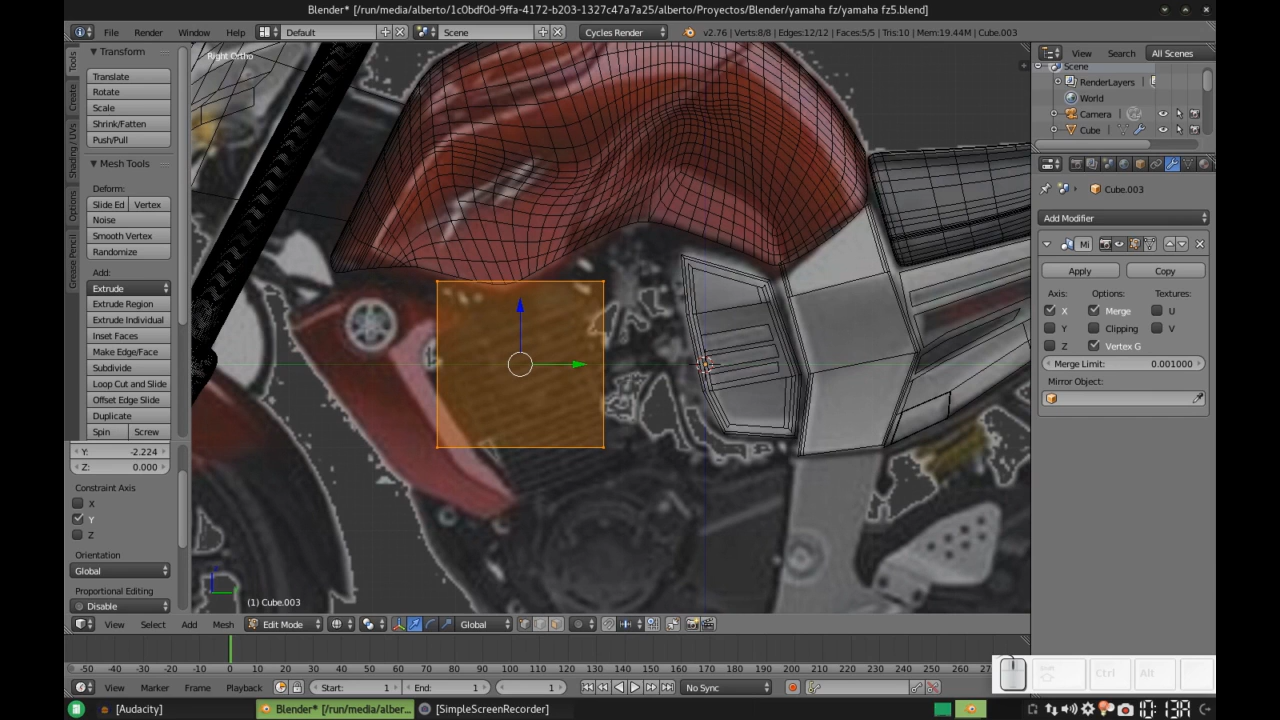 Blender* [/run/media/alberto/1c0bdf0d-9ffa-4172-b203-1327c47a7a25/alberto/Proyectos/Blender/yamaha fz/yamaha fz5.blend]
File Render Window Help Default Scene Cycles Render v2.76 | Verts:8/8 | Edges:12/12 | Faces:5/5 | Tris:10 | Mem:19.44M | Cube.003
View Search All Scenes
Right Ortho
Tools
Create
Shading / UVs
Options
Grease Pencil
Transform
Translate
Rotate
Scale
Shrink/Fatten
Push/Pull
Mesh Tools
Deform:
Slide Ed Vertex
Noise
Smooth Vertex
Randomize
Add:
Extrude
Extrude Region
Extrude Individual
Inset Faces
Make Edge/Face
Subdivide
Loop Cut and Slide
Offset Edge Slide
Duplicate
Spin Screw
Y: -2.224
Z: 0.000
Constraint Axis
X
Y
Z
Orientation
Global
Proportional Editing
Disable
(1) Cube.003
View Select Add Mesh Edit Mode Global
Scene
RenderLayers
World
Camera
Cube
Cube.003
Add Modifier
Mi
Apply Copy
Axis: Options: Textures:
X Merge U
Y Clipping V
Z Vertex G
Merge Limit: 0.001000
Mirror Object:
-50 -40 -30 -20 -10 0 10 20 30 40 50 60 70 80 90 100 110 120 130 140 150 160 170 180 190 200 210 220 230 240 250 260
View Marker Frame Playback Start: 1 End: 1 1 No Sync
Ctrl Alt
[Audacity] Blender* [/run/media/alber... [SimpleScreenRecorder]